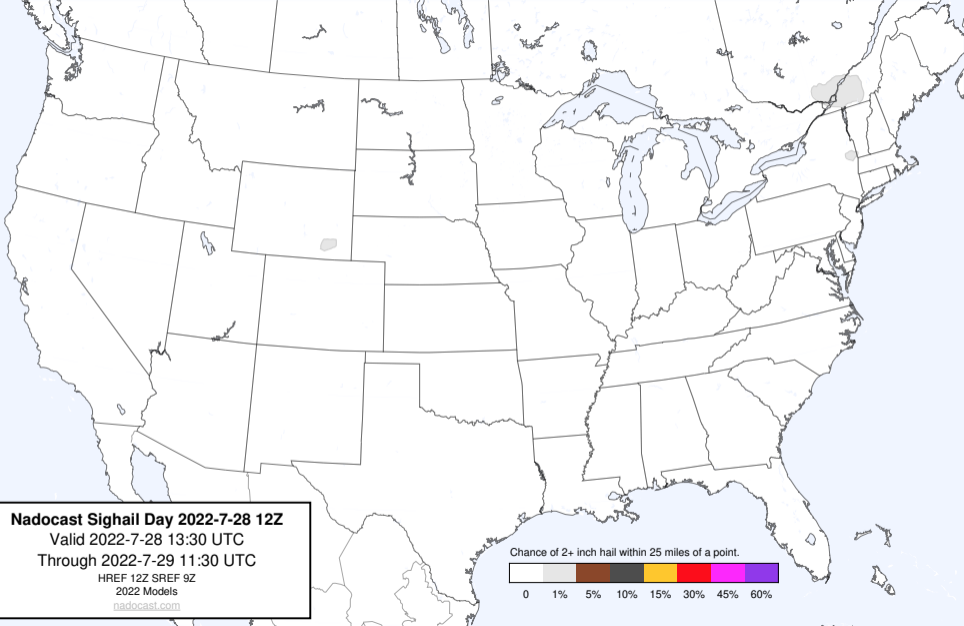 Nadocast Sighail Day 2022-7-28 12Z
Valid 2022-7-28 13:30 UTC
Through 2022-7-29 11:30 UTC
HREF 12Z SREF 9Z
2022 Models
nadocast.com
Chance of 2+ inch hail within 25 miles of a point.
0 1% 5% 10% 15% 30% 45% 60%